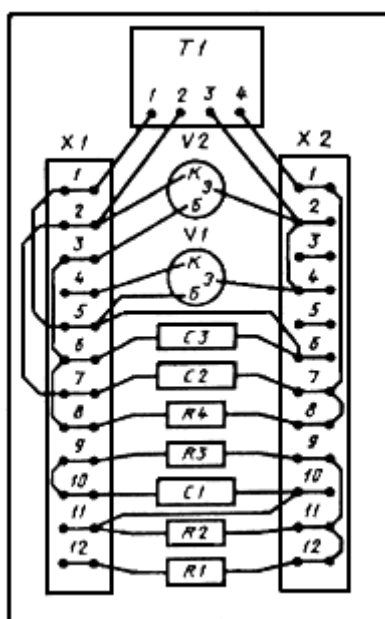 T1
1 2 3 4
X1 V2 X2
1 К Э Б 1
2 2
3 V1 3
4 К Э Б 4
5 5
6 C3 6
7 C2 7
8 R4 8
9 R3 9
10 C1 10
11 R2 11
12 R1 12